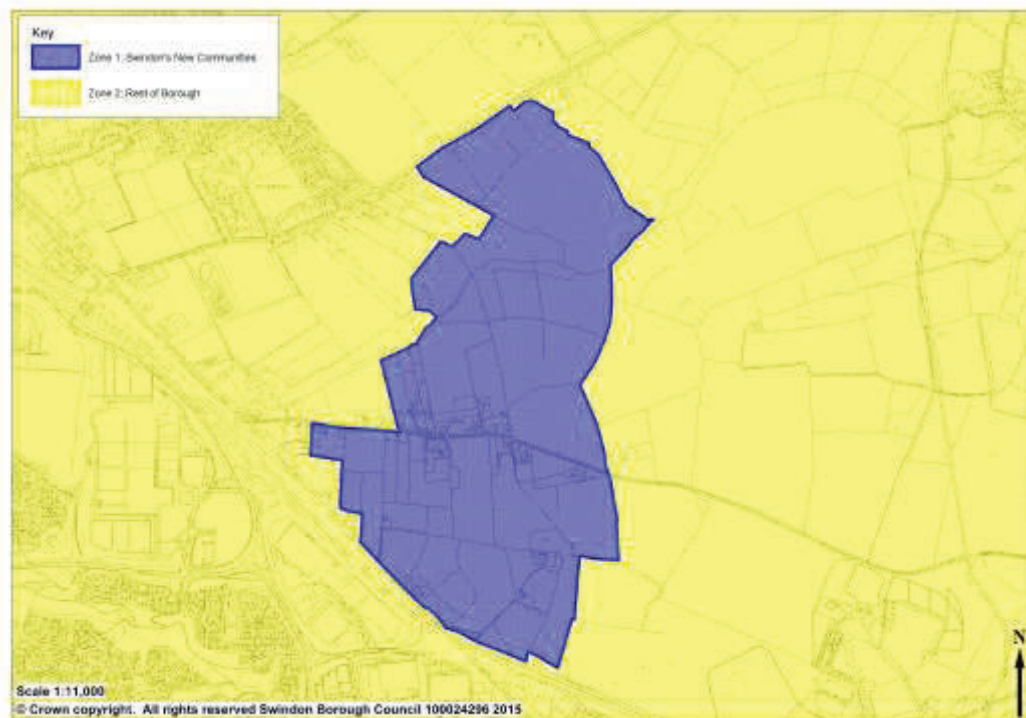 Key
Zone 1: Swindon's New Communities
Zone 2: Rest of Borough
N
Scale 1:11,000
© Crown copyright. All rights reserved Swindon Borough Council 100024296 2015